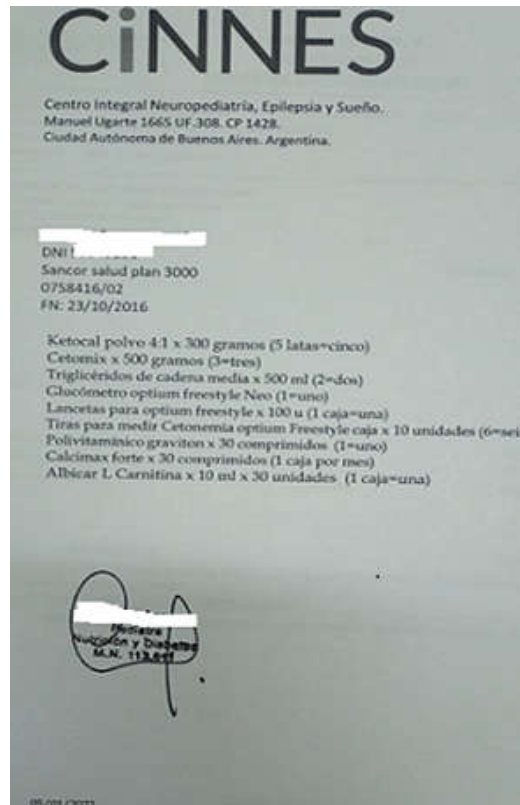 CiNNES
Centro Integral Neuropediatría, Epilepsia y Sueño.
Manuel Ugarte 1665 UF-308. CP 1428.
Ciudad Autónoma de Buenos Aires. Argentina.
DNI
Sancor salud plan 3000
0758416/02
FN: 23/10/2016
Ketocal polvo 4:1 x 300 gramos (5 latas=cinco)
Cetomix x 500 gramos (3=tres)
Triglicéridos de cadena media x 500 ml (2=dos)
Glucómetro optium freestyle Neo (1=uno)
Lancetas para optium freestyle x 100 u (1 caja=una)
Tiras para medir Cetonemia optium Freestyle caja x 10 unidades (6=sei
Polivitamínico graviton x 30 comprimidos (1=uno)
Calcimax forte x 30 comprimidos (1 caja por mes)
Albicar L Carnitina x 10 ml x 30 unidades (1 caja=una)
Pediatra
Nutrición y Diabetes
M.N.